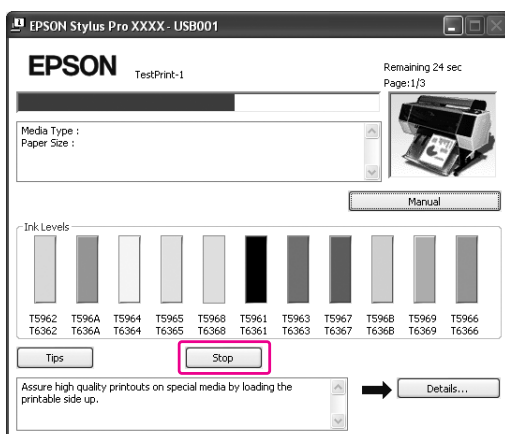 EPSON Stylus Pro XXXX - USB001
EPSON TestPrint-1
Remaining 24 sec
Page:1/3
Media Type :
Paper Size :
Manual
Ink Levels
T5962 T596A T5964 T5965 T5968 T5961 T5963 T5967 T596B T5969 T5966
T6362 T636A T6364 T6365 T6368 T6361 T6363 T6367 T636B T6369 T6366
Tips
Stop
Assure high quality printouts on special media by loading the
printable side up.
Details...